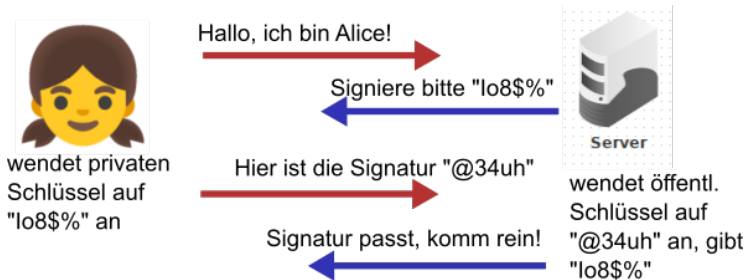 Hallo, ich bin Alice!
Signiere bitte "Io8$%"
Server
wendet privaten
Schlüssel auf
"Io8$%" an
Hier ist die Signatur "@34uh"
wendet öffentl.
Schlüssel auf
"@34uh" an, gibt
"Io8$%"
Signatur passt, komm rein!